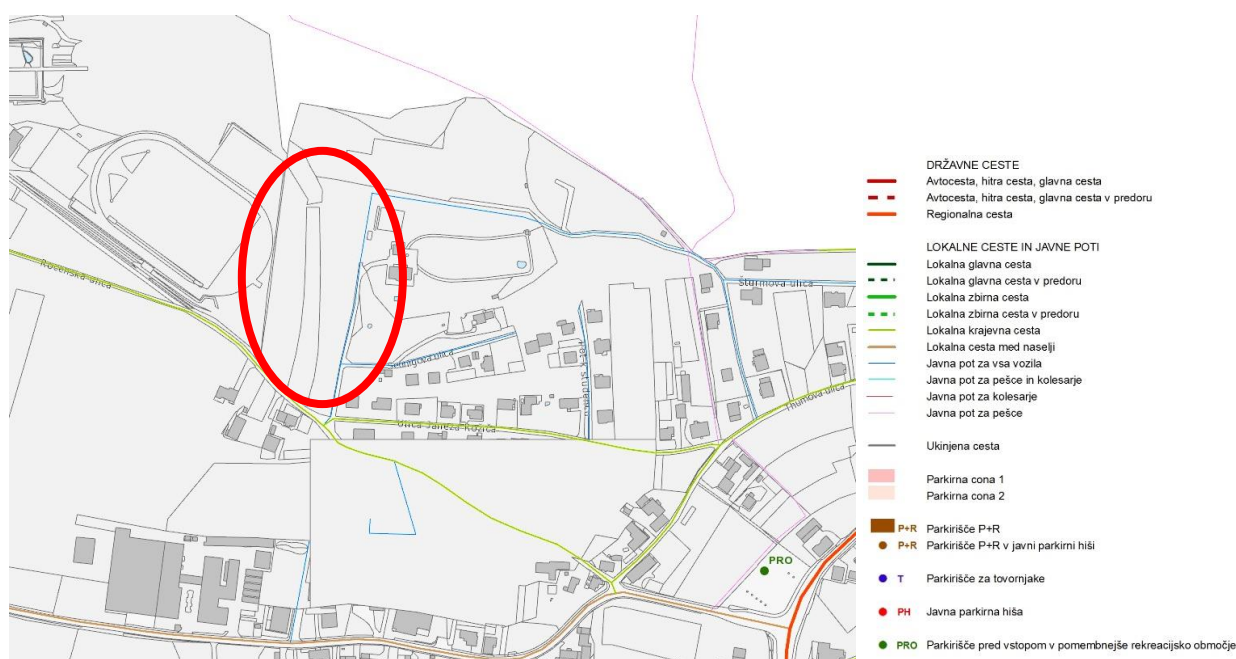 Rocenska ulica
Šturmova ulica
Pot k Studencu
Ulica Janeza Rožiča
Thumova ulica
PRO
DRŽAVNE CESTE
Avtocesta, hitra cesta, glavna cesta
Avtocesta, hitra cesta, glavna cesta v predoru
Regionalna cesta
LOKALNE CESTE IN JAVNE POTI
Lokalna glavna cesta
Lokalna glavna cesta v predoru
Lokalna zbirna cesta
Lokalna zbirna cesta v predoru
Lokalna krajevna cesta
Lokalna cesta med naselji
Javna pot za vsa vozila
Javna pot za pešce in kolesarje
Javna pot za kolesarje
Javna pot za pešce
Ukinjena cesta
Parkirna cona 1
Parkirna cona 2
P+R Parkirišče P+R
P+R Parkirišče P+R v javni parkirni hiši
T Parkirišče za tovornjake
PH Javna parkirna hiša
PRO Parkirišče pred vstopom v pomembnejše rekreacijsko območje